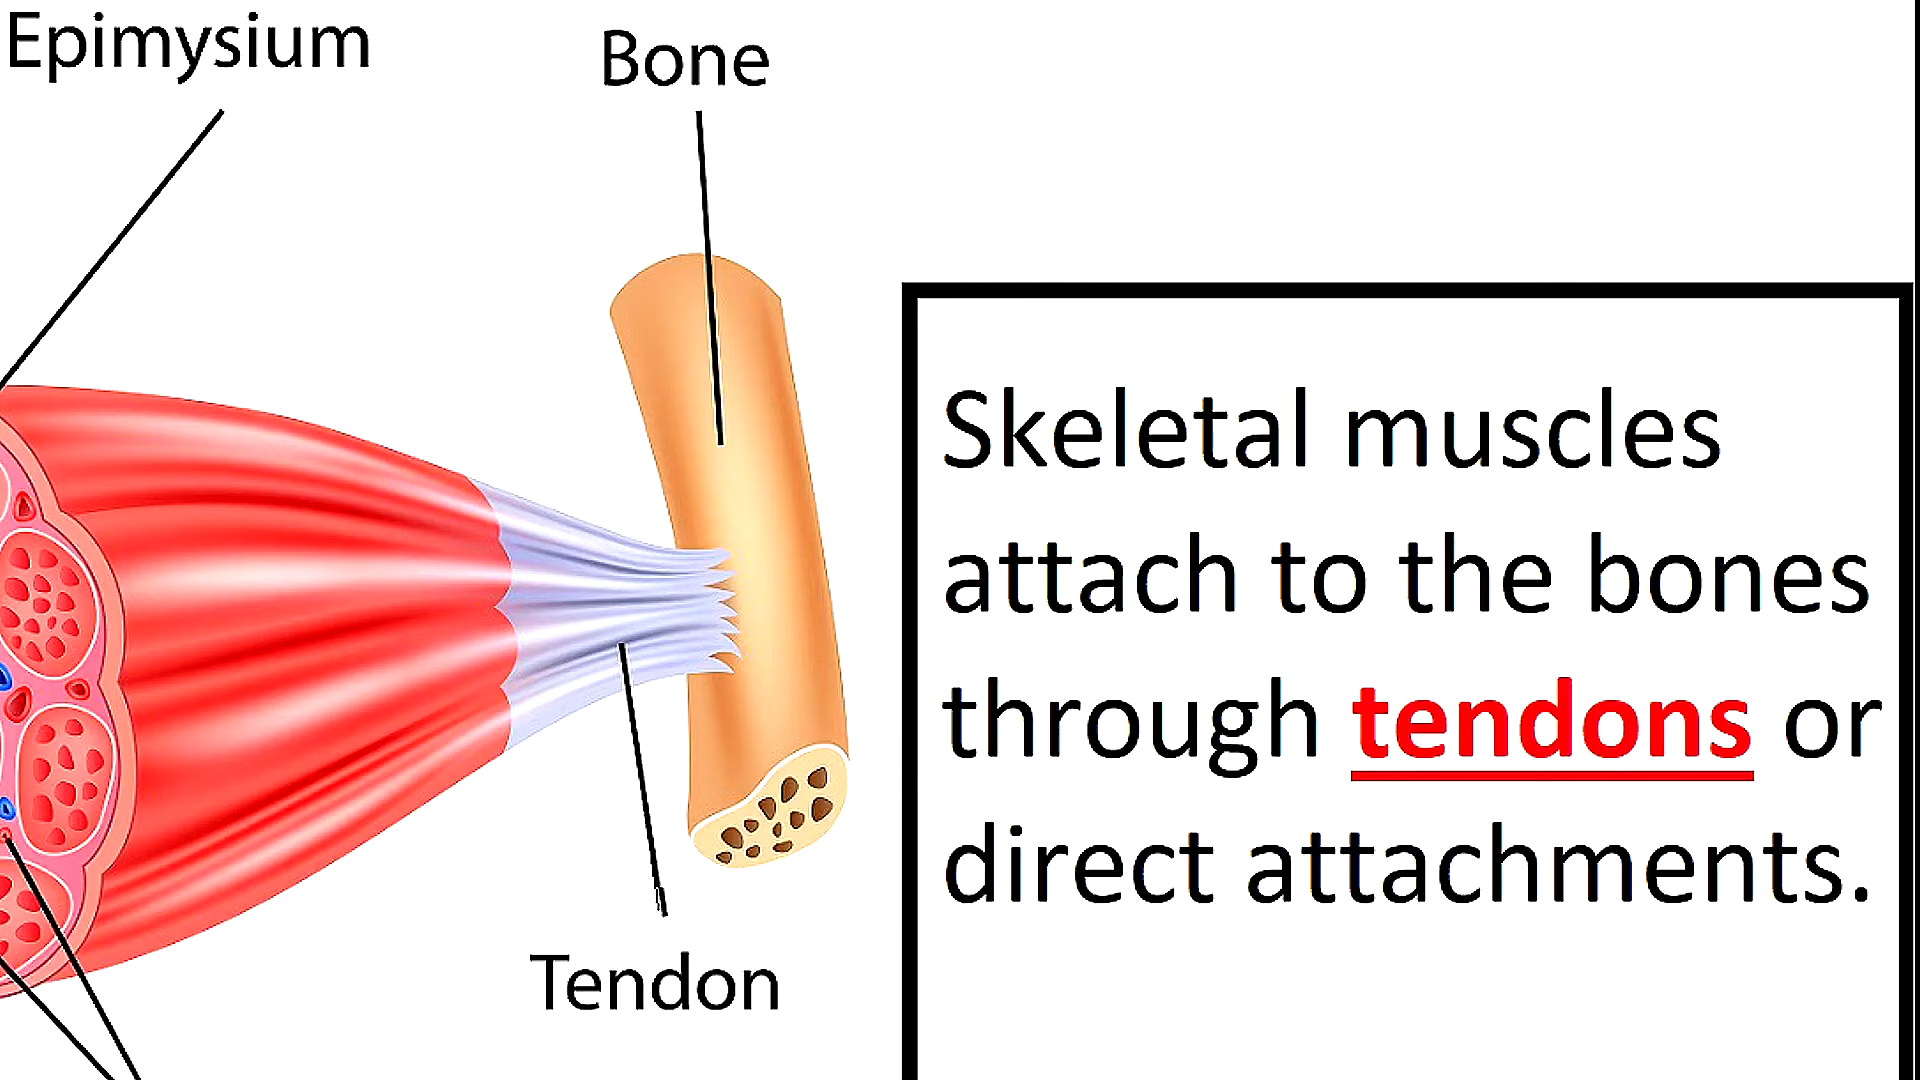 Epimysium
Bone
Skeletal muscles
attach to the bones
through tendons or
direct attachments.
Tendon